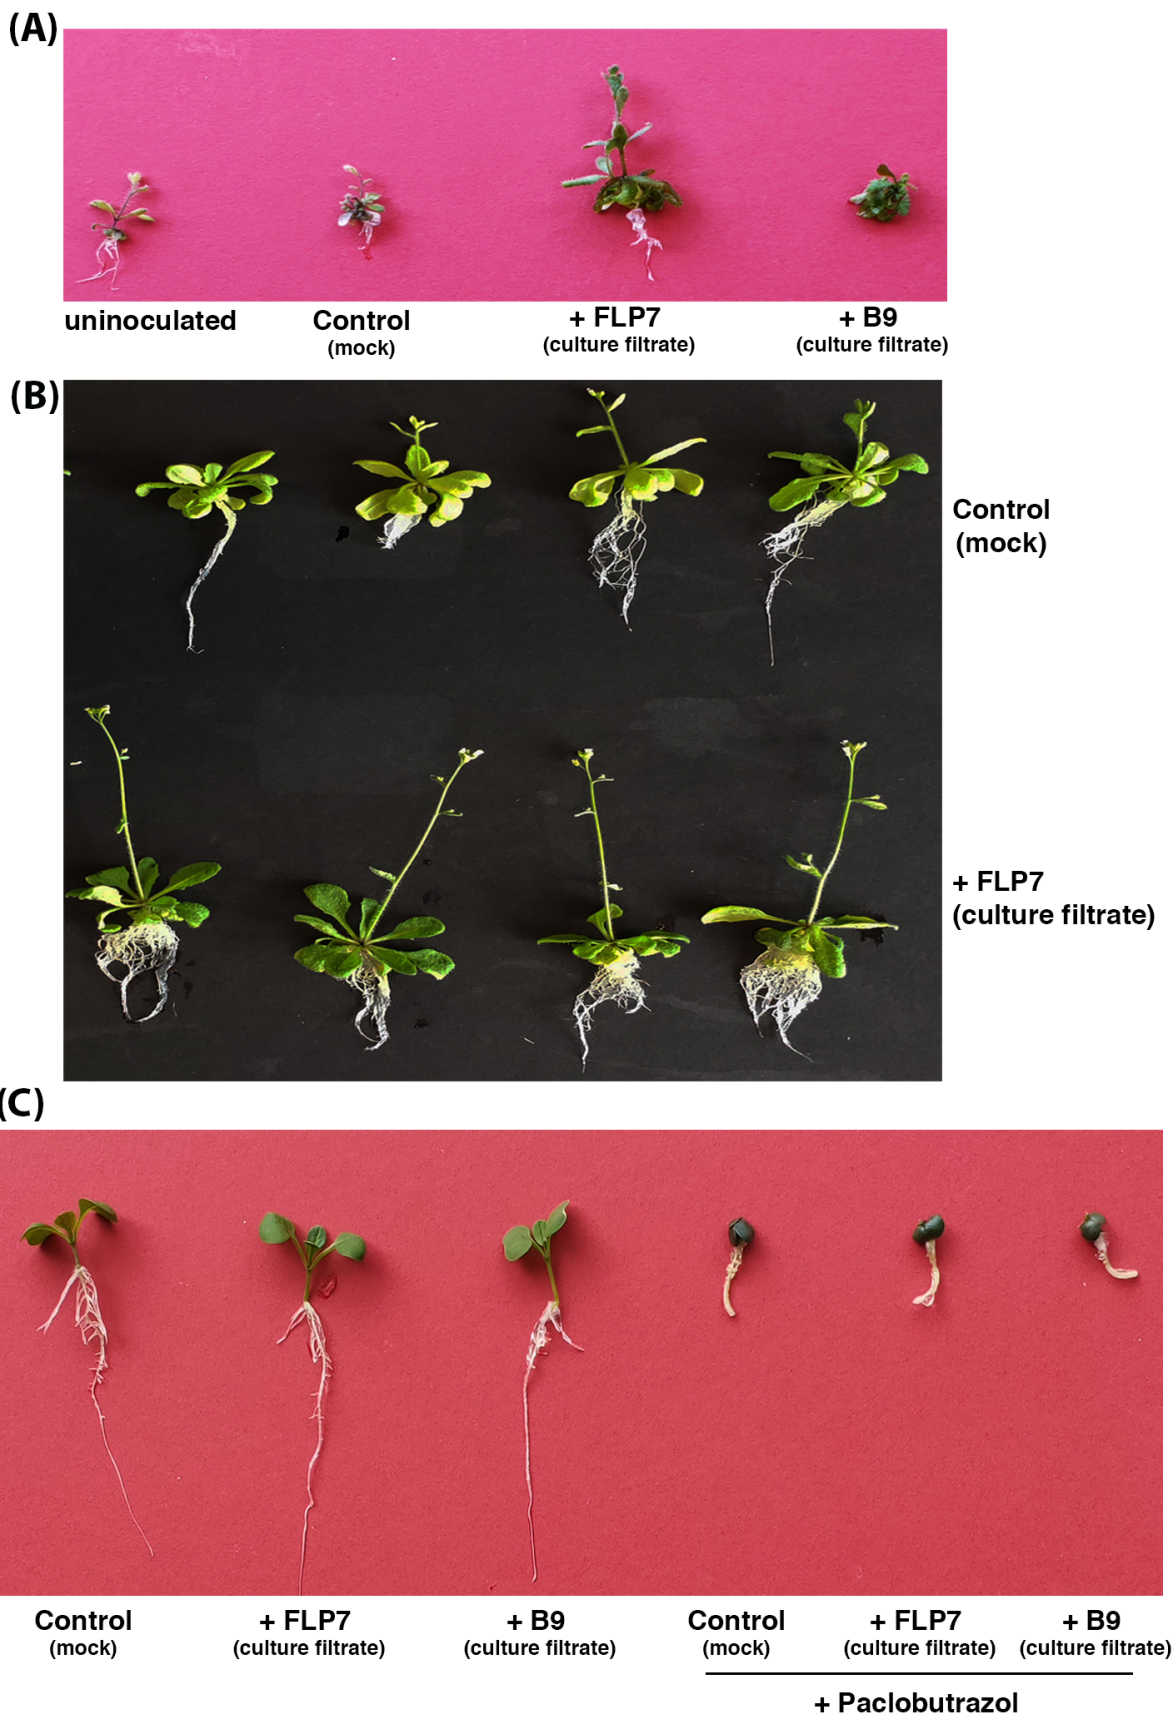 (A)
uninoculated
Control
(mock)
+ FLP7
(culture filtrate)
+ B9
(culture filtrate)
(B)
Control
(mock)
+ FLP7
(culture filtrate)
(C)
Control
(mock)
+ FLP7
(culture filtrate)
+ B9
(culture filtrate)
Control
(mock)
+ FLP7
(culture filtrate)
+ B9
(culture filtrate)
+ Paclobutrazol